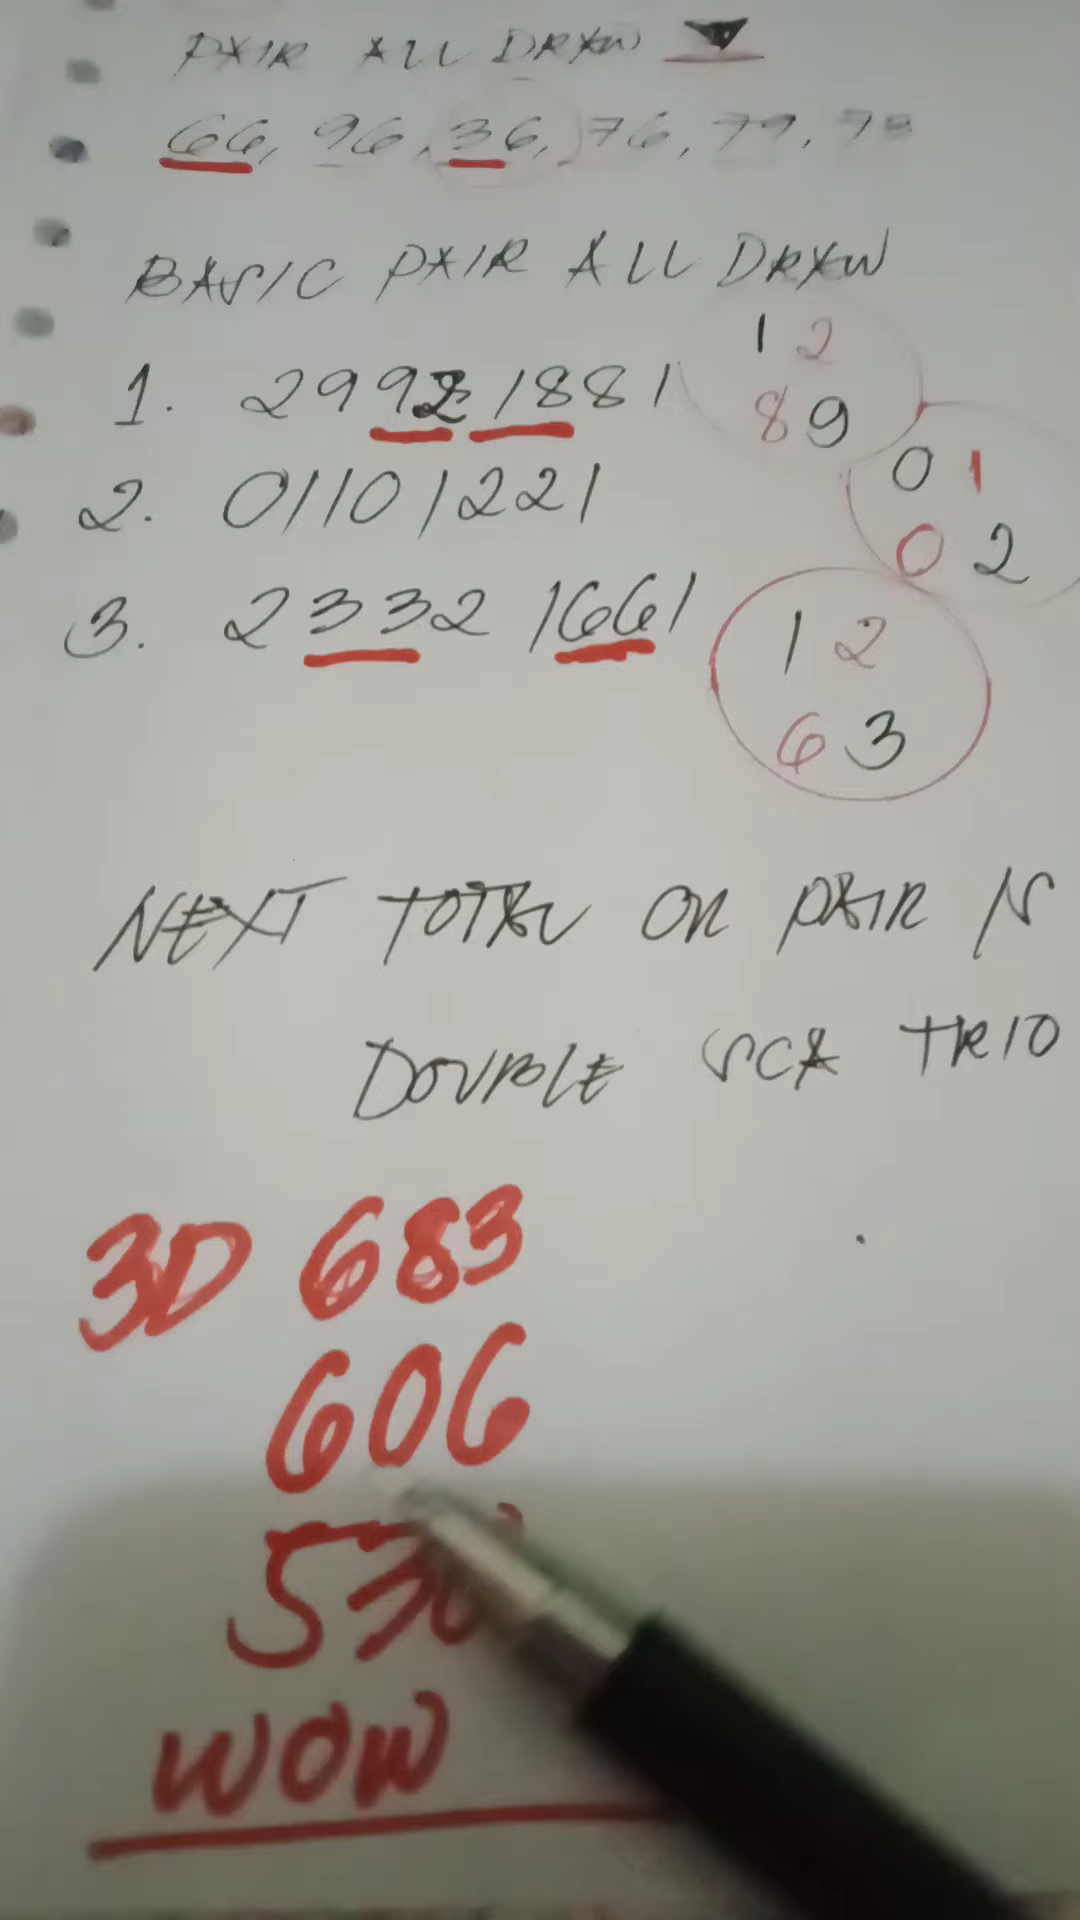 PAIR ALL DRAW
66, 96, 36, 76, 77, 78
BASIC PAIR ALL DRAW
1. 2992 1881
1 2
8 9
2. 0110 1221
0 1
0 2
3. 2332 1661
1 2
6 3
NEXT TOTAL OR PAIR IS
DOUBLE SCA TRIO
3D 683
606
WOW